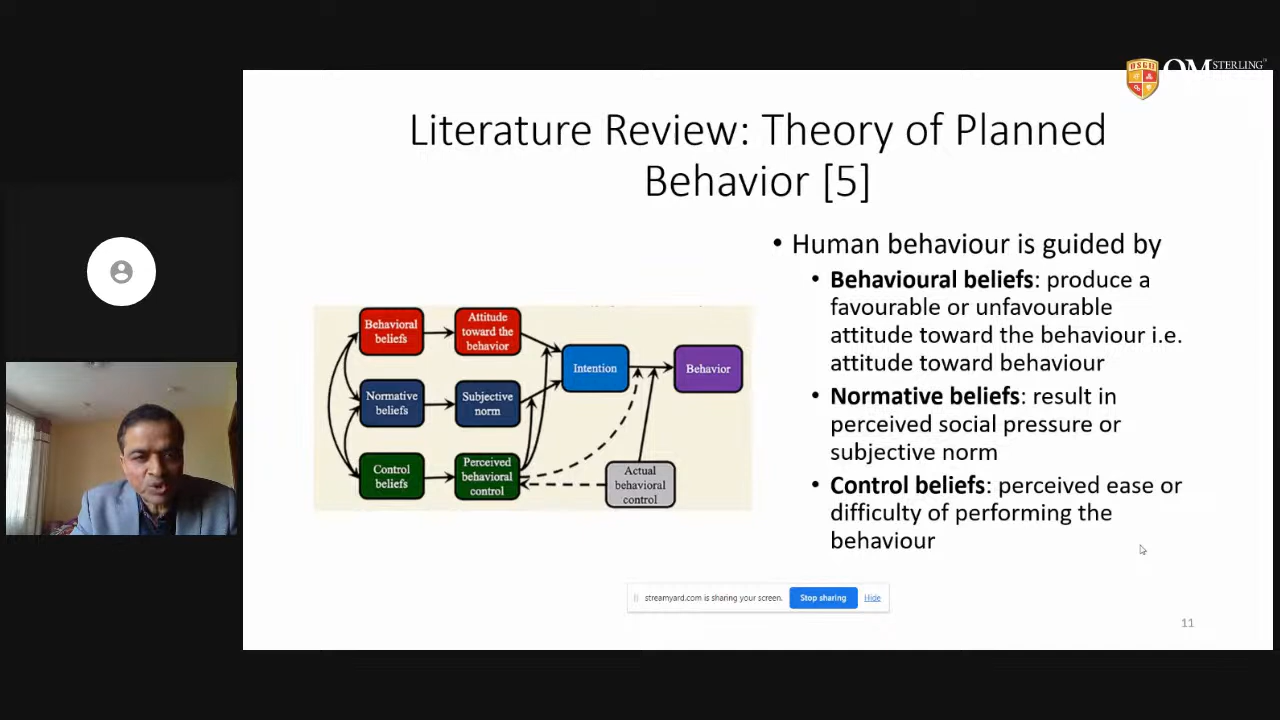 OSGU OM STERLING
Literature Review: Theory of Planned
Behavior [5]
• Human behaviour is guided by
• Behavioural beliefs: produce a
favourable or unfavourable
attitude toward the behaviour i.e.
attitude toward behaviour
• Normative beliefs: result in
perceived social pressure or
subjective norm
• Control beliefs: perceived ease or
difficulty of performing the
behaviour
Behavioral
beliefs
Attitude
toward the
behavior
Normative
beliefs
Subjective
norm
Control
beliefs
Perceived
behavioral
control
Intention
Behavior
Actual
behavioral
control
streamyard.com is sharing your screen. Stop sharing Hide
11